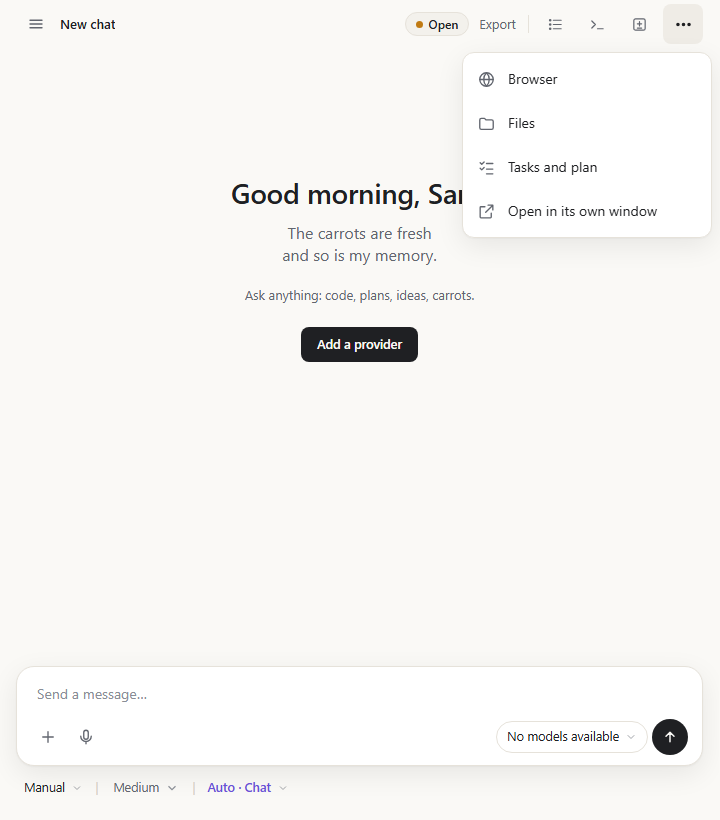 New chat
Open
Export
Browser
Files
Tasks and plan
Open in its own window
Good morning, Sa
The carrots are fresh
and so is my memory.
Ask anything: code, plans, ideas, carrots.
Add a provider
Send a message...
No models available
Manual
Medium
Auto · Chat